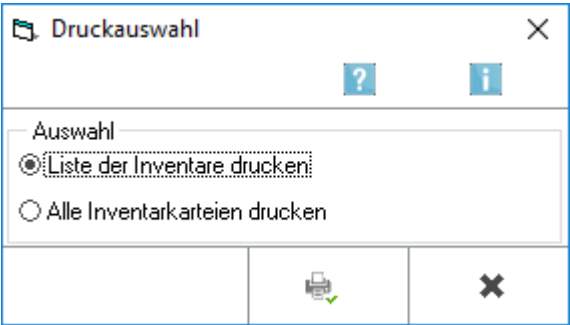 Druckauswahl
? i
Auswahl
Liste der Inventare drucken
Alle Inventarkarteien drucken